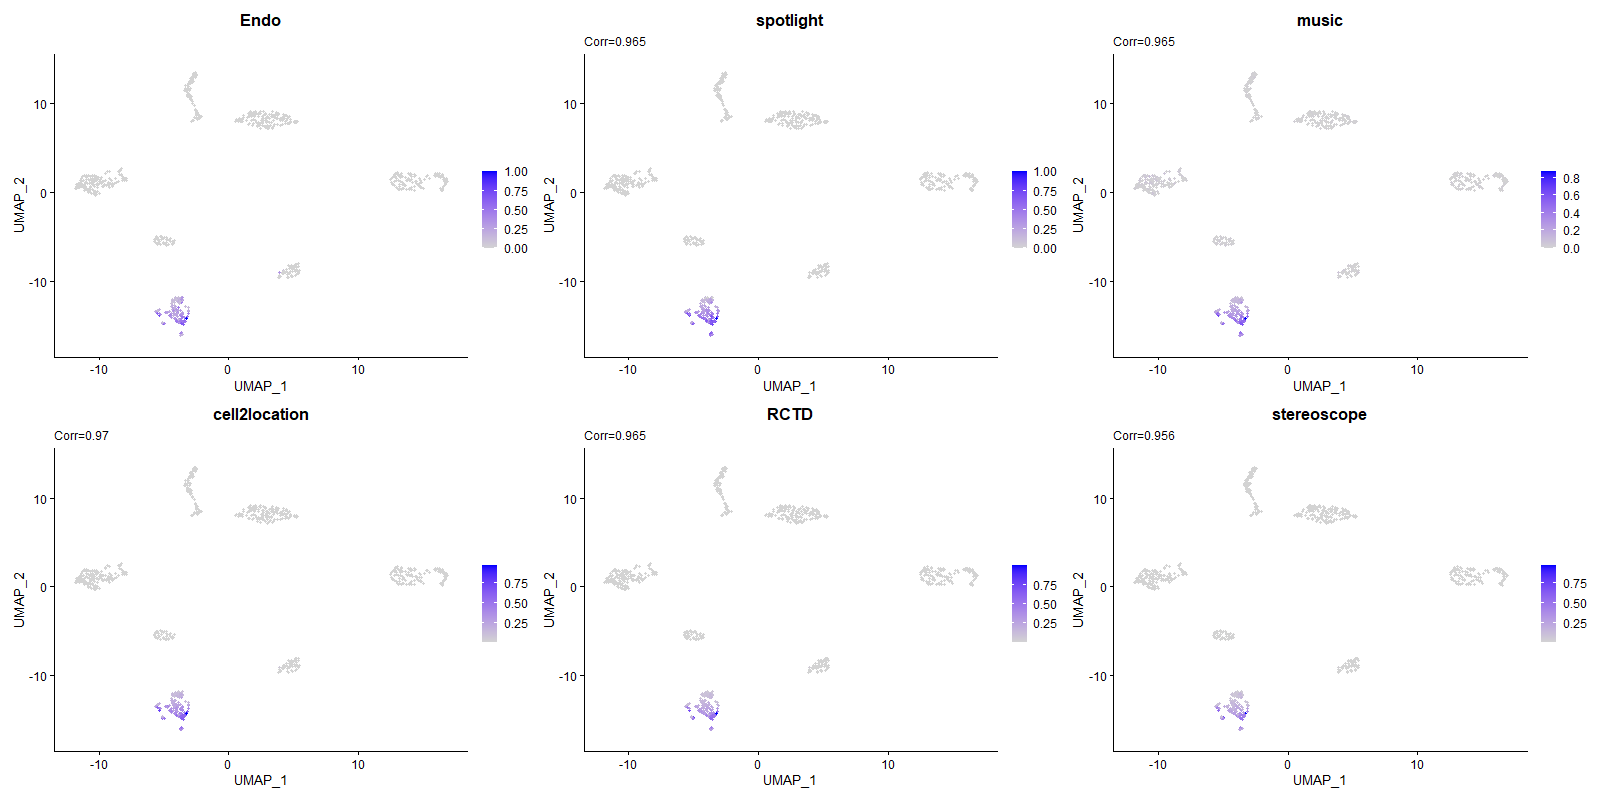 Endo
UMAP_2
10
0
-10
-10
0
10
UMAP_1
1.00
0.75
0.50
0.25
0.00
spotlight
Corr=0.965
UMAP_2
10
0
-10
-10
0
10
UMAP_1
1.00
0.75
0.50
0.25
0.00
music
Corr=0.965
UMAP_2
10
0
-10
-10
0
10
UMAP_1
0.8
0.6
0.4
0.2
0.0
cell2location
Corr=0.97
UMAP_2
10
0
-10
-10
0
10
UMAP_1
0.75
0.50
0.25
RCTD
Corr=0.965
UMAP_2
10
0
-10
-10
0
10
UMAP_1
0.75
0.50
0.25
stereoscope
Corr=0.956
UMAP_2
10
0
-10
-10
0
10
UMAP_1
0.75
0.50
0.25